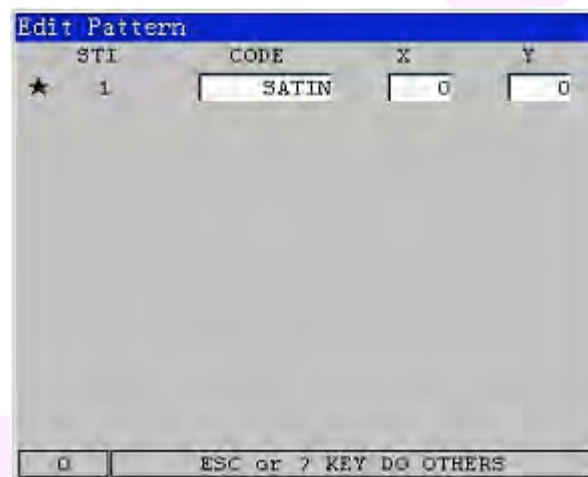 Edit Pattern
STI CODE X Y
★ 1 SATIN 0 0
0 ESC or ? KEY DO OTHERS